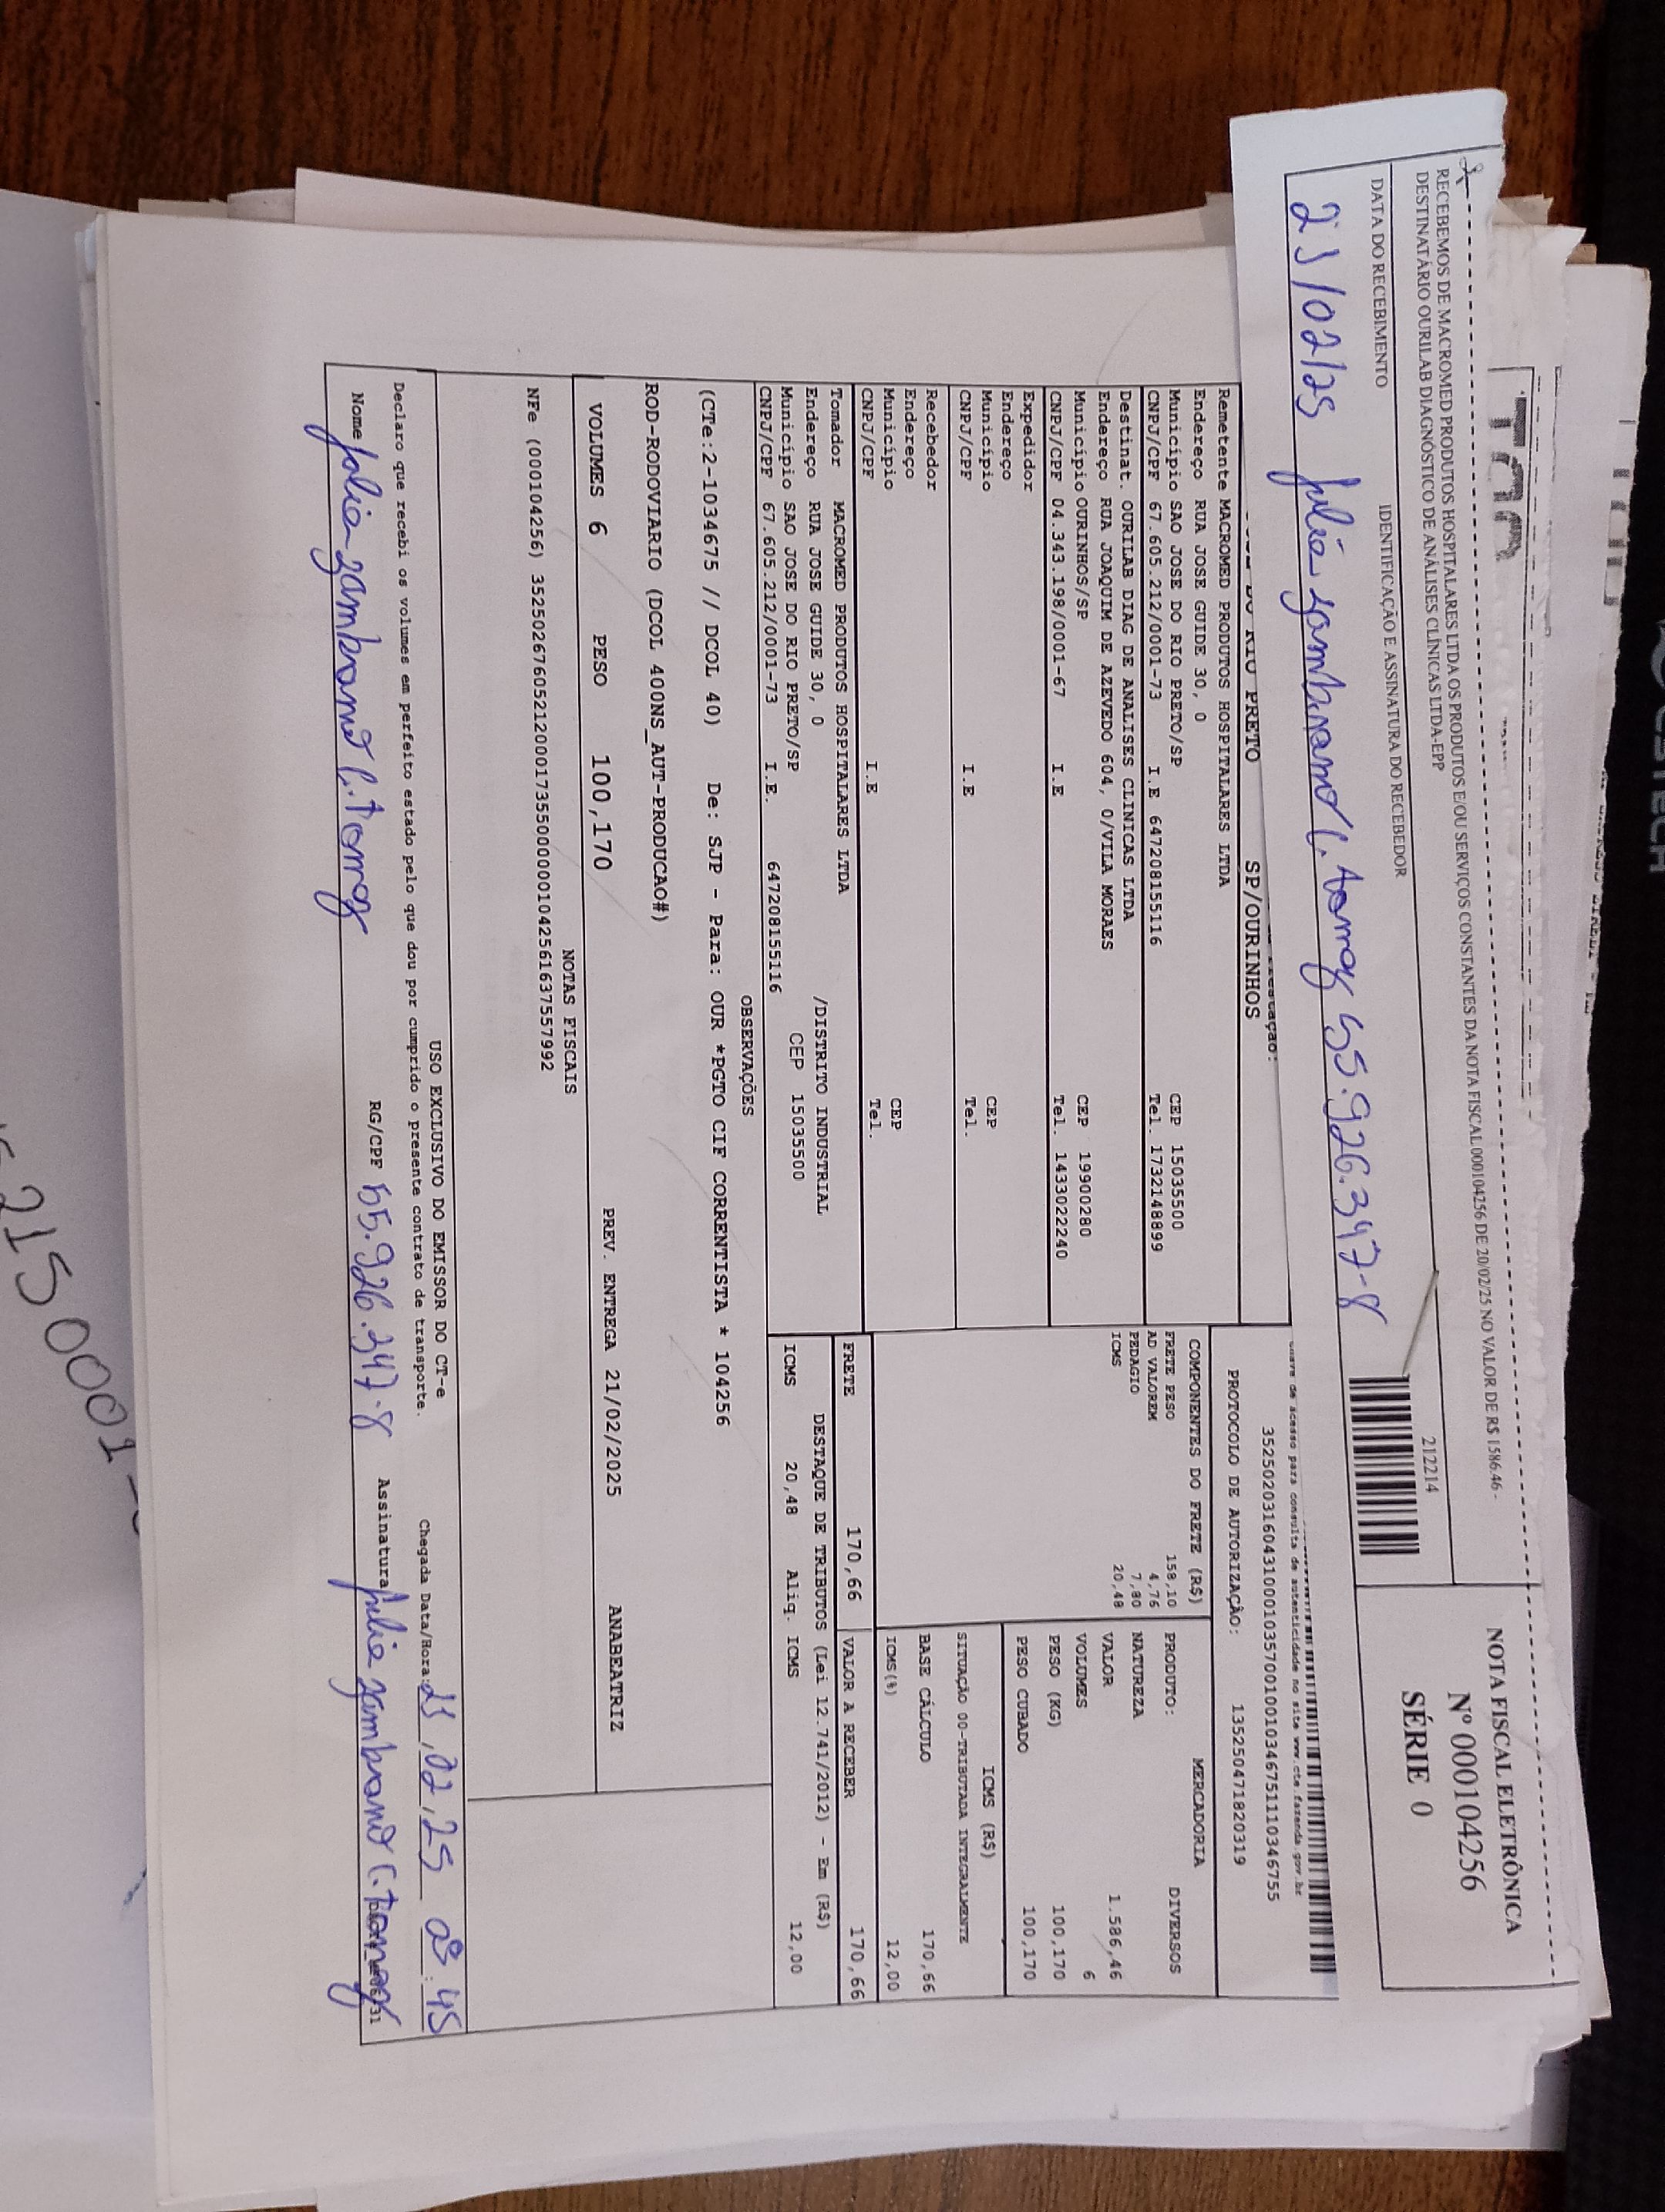 RECEBEMOS DE MACROMED PRODUTOS HOSPITALARES LTDA OS PRODUTOS E/OU SERVIÇOS CONSTANTES DA NOTA FISCAL 000104256 DE 20/02/25 NO VALOR DE R$ 1586.46 -
DESTINATÁRIO OURILAB DIAGNÓSTICO DE ANÁLISES CLÍNICAS LTDA-EPP
212214
DATA DO RECEBIMENTO IDENTIFICAÇÃO E ASSINATURA DO RECEBEDOR
/02/25 55.926.347-8
NOTA FISCAL ELETRÔNICA
Nº 000104256
SÉRIE 0
DO RIO PRETO SP/OURINHOS
Remetente MACROMED PRODUTOS HOSPITALARES LTDA
Endereço RUA JOSE GUIDE 30, 0 CEP 15035500
Município SAO JOSE DO RIO PRETO/SP Tel. 1732148899
CNPJ/CPF 67.605.212/0001-73 I.E 647208155116
Destinat. OURILAB DIAG DE ANALISES CLINICAS LTDA
Endereço RUA JOAQUIM DE AZEVEDO 604, 0/VILA MORAES
Município OURINHOS/SP CEP 19900280
CNPJ/CPF 04.343.198/0001-67 I.E Tel. 1433022240
Expedidor
Endereço
Município CEP
CNPJ/CPF I.E Tel.
Recebedor
Endereço
Município CEP
CNPJ/CPF I.E Tel.
Tomador MACROMED PRODUTOS HOSPITALARES LTDA
Endereço RUA JOSE GUIDE 30, 0 /DISTRITO INDUSTRIAL
Município SAO JOSE DO RIO PRETO/SP CEP 15035500
CNPJ/CPF 67.605.212/0001-73 I.E. 647208155116
de acesso para consulta de autenticidade no site www.cte.fazenda.gov.br
35250203160431000103570010010346751110346755
PROTOCOLO DE AUTORIZAÇÃO: 135250471820319
COMPONENTES DO FRETE (R$)
FRETE PESO 158,10
AD VALOREM 4,76
PEDAGIO 7,80
ICMS 20,48
MERCADORIA
PRODUTO: DIVERSOS
NATUREZA
VALOR 1.586,46
VOLUMES 6
PESO (KG) 100,170
PESO CUBADO 100,170
ICMS (R$)
SITUAÇÃO 00-TRIBUTADA INTEGRALMENTE
BASE CÁLCULO 170,66
ICMS(%) 12,00
FRETE 170,66 VALOR A RECEBER 170,66
DESTAQUE DE TRIBUTOS (Lei 12.741/2012) - Em (R$)
ICMS 20,48 Aliq. ICMS 12,00
OBSERVAÇÕES
(CTe:2-1034675 // DCOL 40) De: SJP - Para: OUR *PGTO CIF CORRENTISTA * 104256
ROD-RODOVIARIO (DCOL 400NS_AUT-PRODUCAO#)
VOLUMES 6 PESO 100,170 PREV. ENTREGA 21/02/2025 ANABEATRIZ
NOTAS FISCAIS
NFe (000104256) 35250267605212000173550000001042561637557992
USO EXCLUSIVO DO EMISSOR DO CT-e
Declaro que recebi os volumes em perfeito estado pelo que dou por cumprido o presente contrato de transporte.
Chegada Data/Hora: 02, 25 : 45
Nome RG/CPF 55.926.347-8 Assinatura